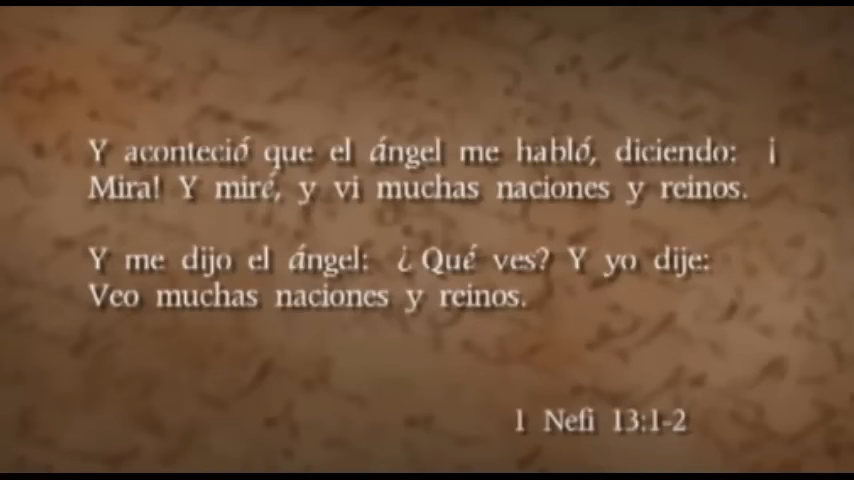 Y aconteció que el ángel me habló, diciendo: ¡
Mira! Y miré, y vi muchas naciones y reinos.
Y me dijo el ángel: ¿ Qué ves? Y yo dije:
Veo muchas naciones y reinos.
1 Nefi 13:1-2